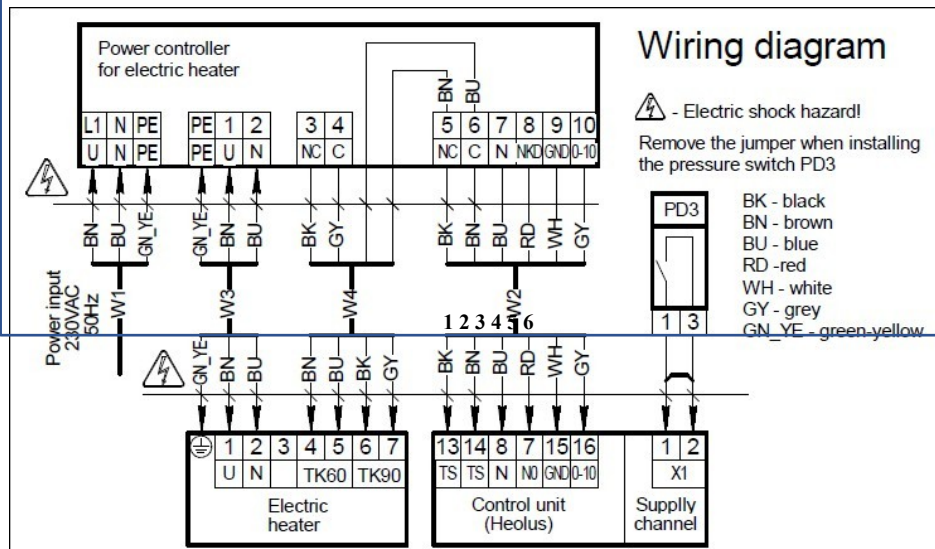 Wiring diagram
Power controller
for electric heater
BN BU
L1 N PE PE 1 2 3 4 5 6 7 8 9 10
U N PE PE U N NC C NC C N NKD GND 0-10
- Electric shock hazard!
Remove the jumper when installing
the pressure switch PD3
PD3
1 3
BK - black
BN - brown
BU - blue
RD -red
WH - white
GY - grey
GN_YE - green-yellow
BN BU GN_YE GN_YE BN BU BK GY BK BN BU RD WH GY
Power input
230VAC
50Hz
W1 W3 W4 W2
1 2 3 4 5 6
GN_YE BN BU BN BU BK GY BK BN BU RD WH GY
1 2 3 4 5 6 7 13 14 8 7 15 16 1 2
U N TK60 TK90 TS TS N N0 GND 0-10 X1
Electric
heater
Control unit
(Heolus)
Supplly
channel